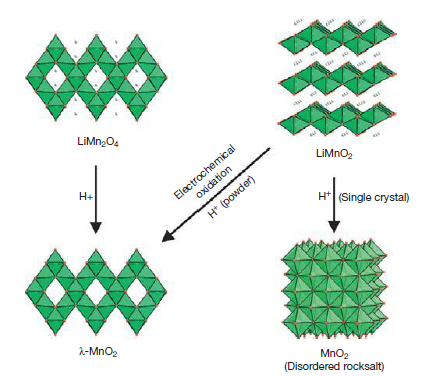 LiMn2O4
LiMnO2
H+
Electrochemical
oxidation
H+ (powder)
H+ (Single crystal)
λ-MnO2
MnO2
(Disordered rocksalt)